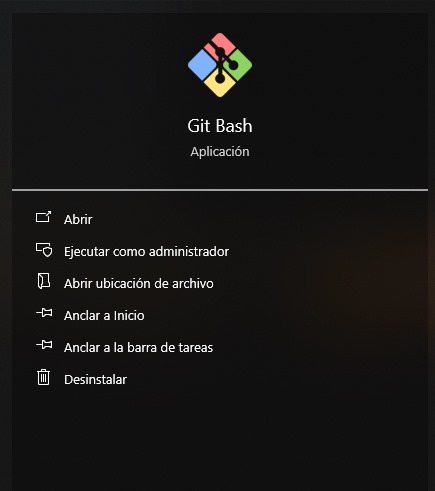 Git Bash
Aplicación
Abrir
Ejecutar como administrador
Abrir ubicación de archivo
Anclar a Inicio
Anclar a la barra de tareas
Desinstalar